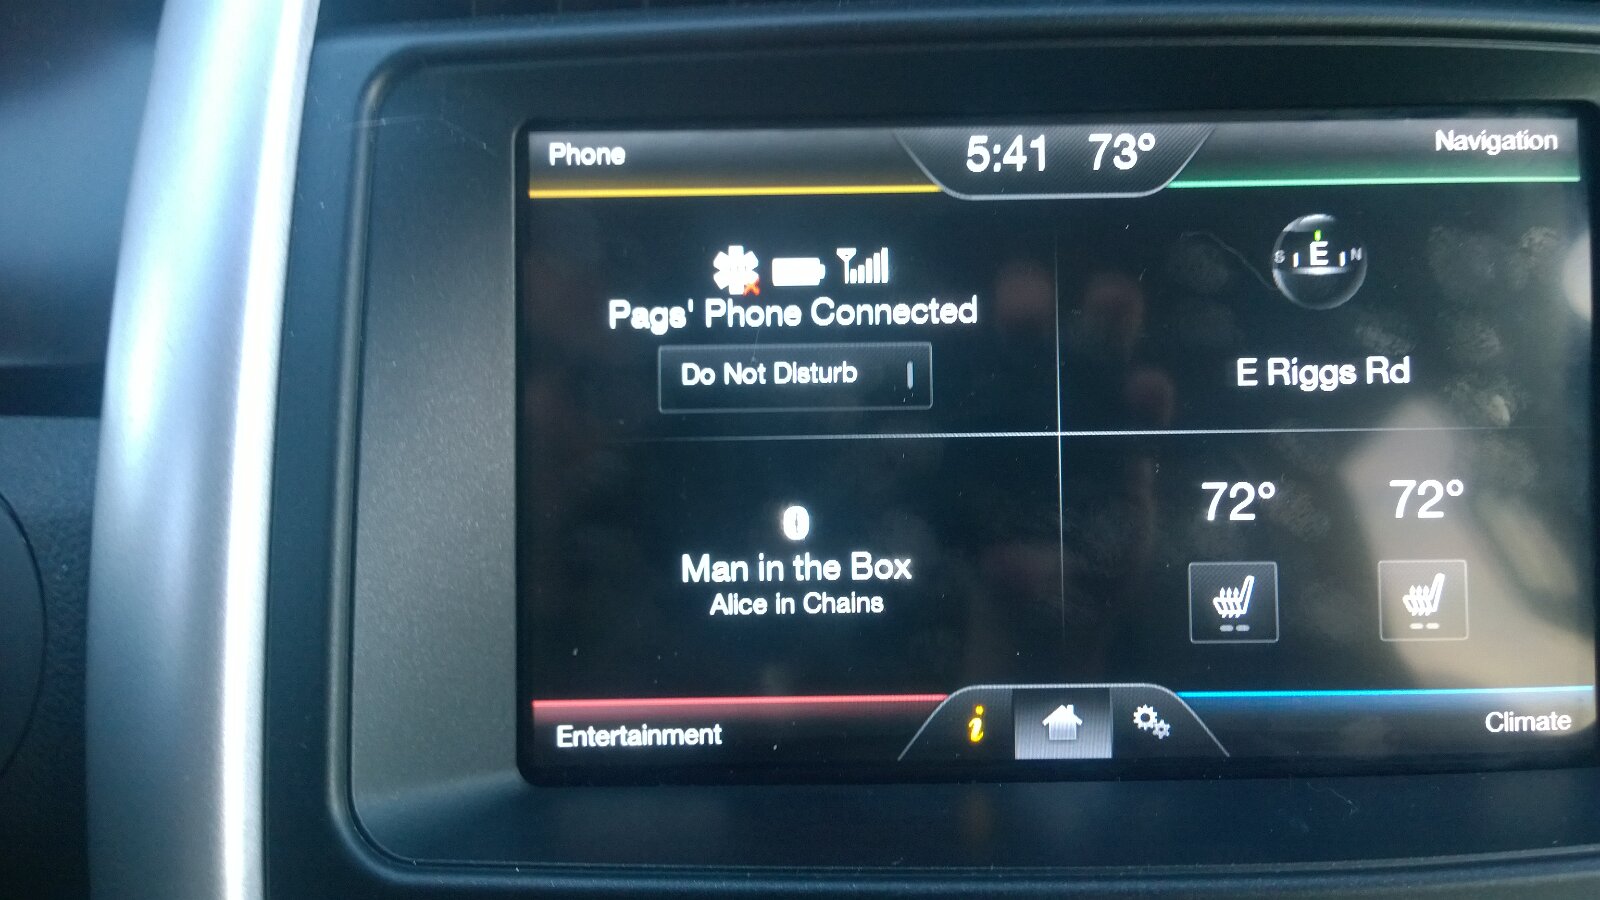 Phone
5:41 73°
Navigation
Pags' Phone Connected
Do Not Disturb
S E N
E Riggs Rd
0
Man in the Box
Alice in Chains
72° 72°
Entertainment
i
Climate